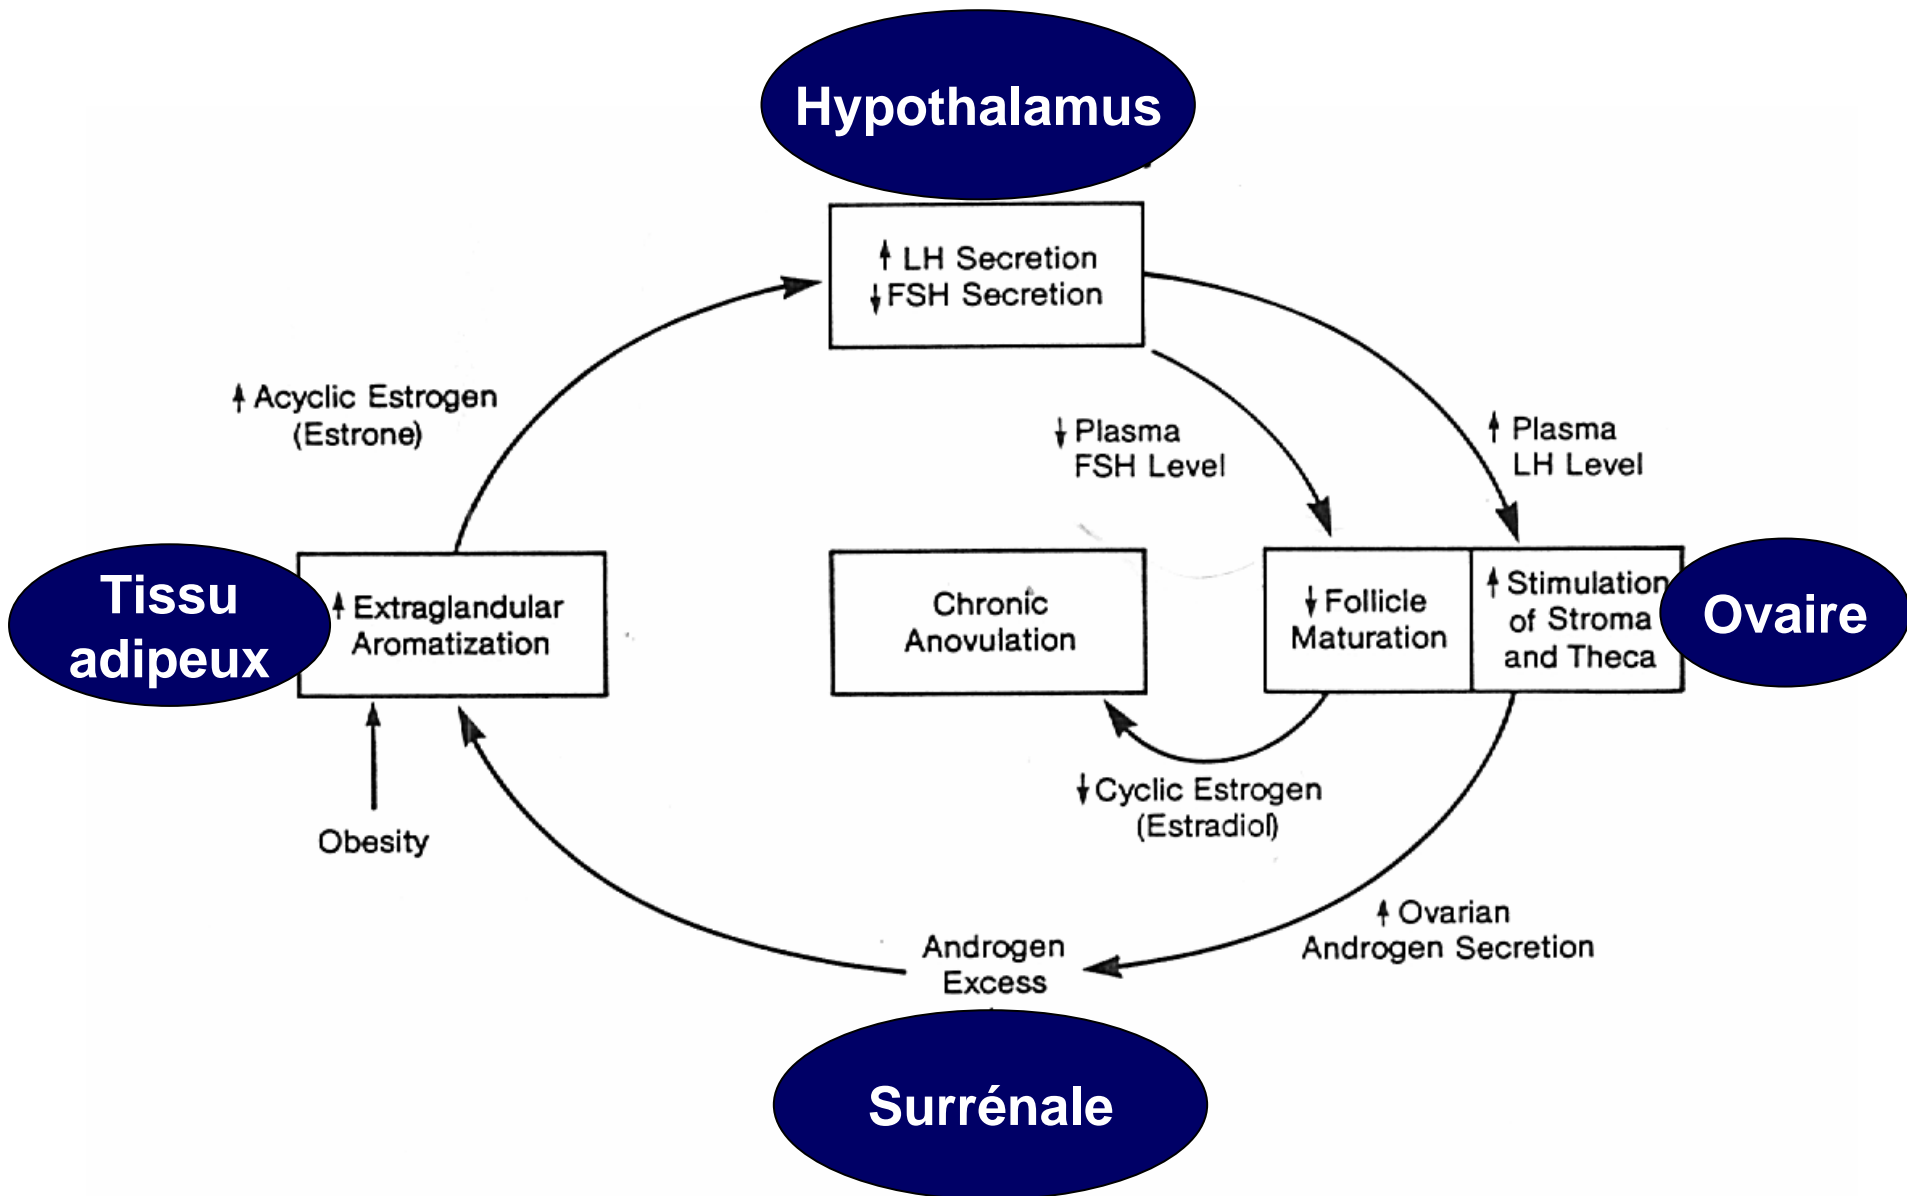 Hypothalamus
↑ LH Secretion
↓ FSH Secretion
↑ Acyclic Estrogen
(Estrone)
↓ Plasma
FSH Level
↑ Plasma
LH Level
Tissu
adipeux
↑ Extraglandular
Aromatization
Chronic
Anovulation
↓ Follicle
Maturation
↑ Stimulation
of Stroma
and Theca
Ovaire
Obesity
↓ Cyclic Estrogen
(Estradiol)
↑ Ovarian
Androgen Secretion
Androgen
Excess
Surrénale